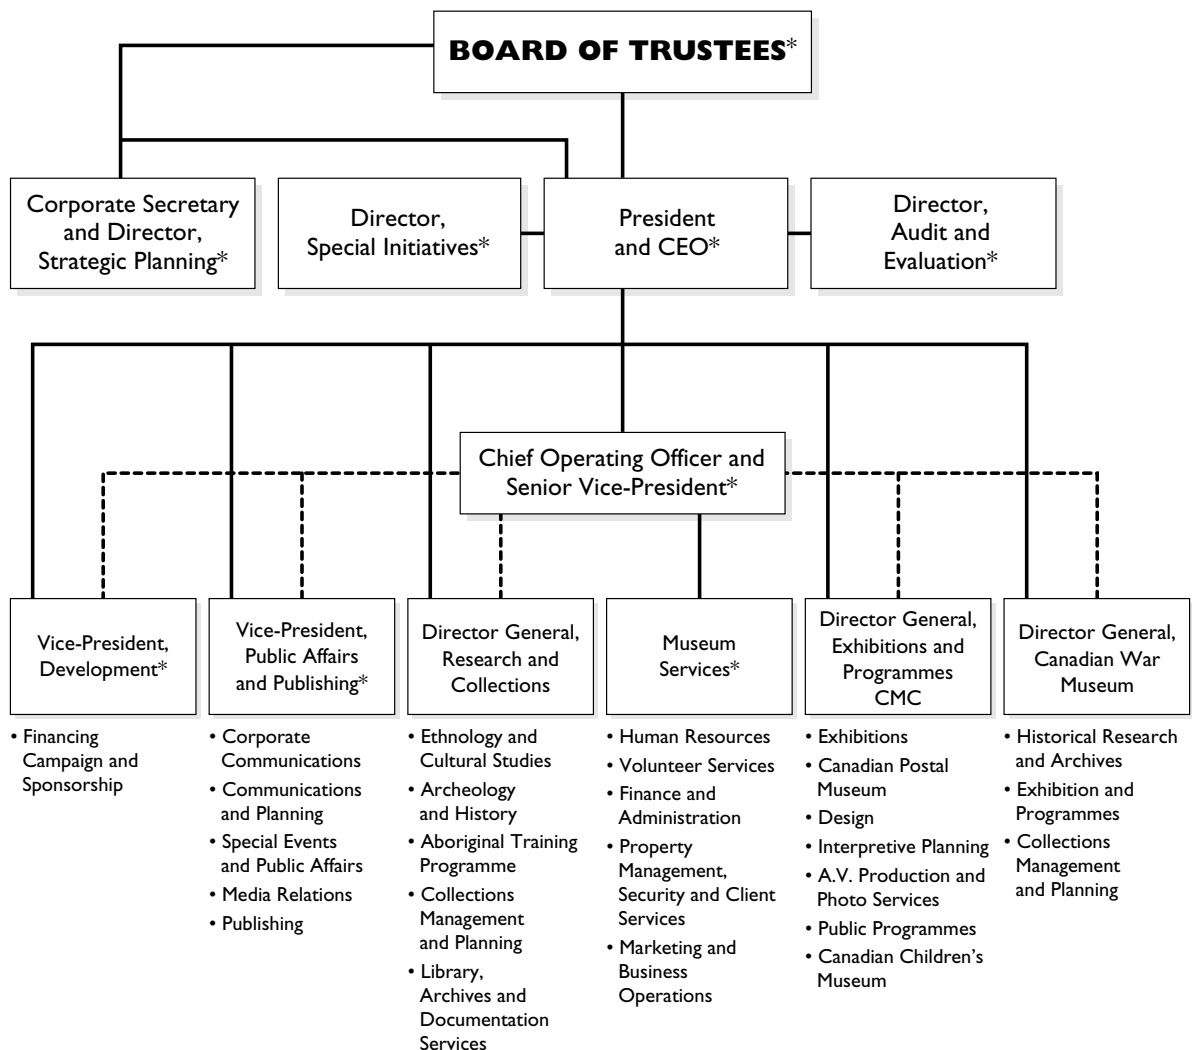 BOARD OF TRUSTEES*
Corporate Secretary
and Director,
Strategic Planning*
Director,
Special Initiatives*
President
and CEO*
Director,
Audit and
Evaluation*
Chief Operating Officer and
Senior Vice-President*
Vice-President,
Development*
• Financing
Campaign and
Sponsorship
Vice-President,
Public Affairs
and Publishing*
• Corporate
Communications
• Communications
and Planning
• Special Events
and Public Affairs
• Media Relations
• Publishing
Director General,
Research and
Collections
• Ethnology and
Cultural Studies
• Archeology
and History
• Aboriginal Training
Programme
• Collections
Management
and Planning
• Library,
Archives and
Documentation
Services
Museum
Services*
• Human Resources
• Volunteer Services
• Finance and
Administration
• Property
Management,
Security and Client
Services
• Marketing and
Business
Operations
Director General,
Exhibitions and
Programmes
CMC
• Exhibitions
• Canadian Postal
Museum
• Design
• Interpretive Planning
• A.V. Production and
Photo Services
• Public Programmes
• Canadian Children's
Museum
Director General,
Canadian War
Museum
• Historical Research
and Archives
• Exhibition and
Programmes
• Collections
Management
and Planning